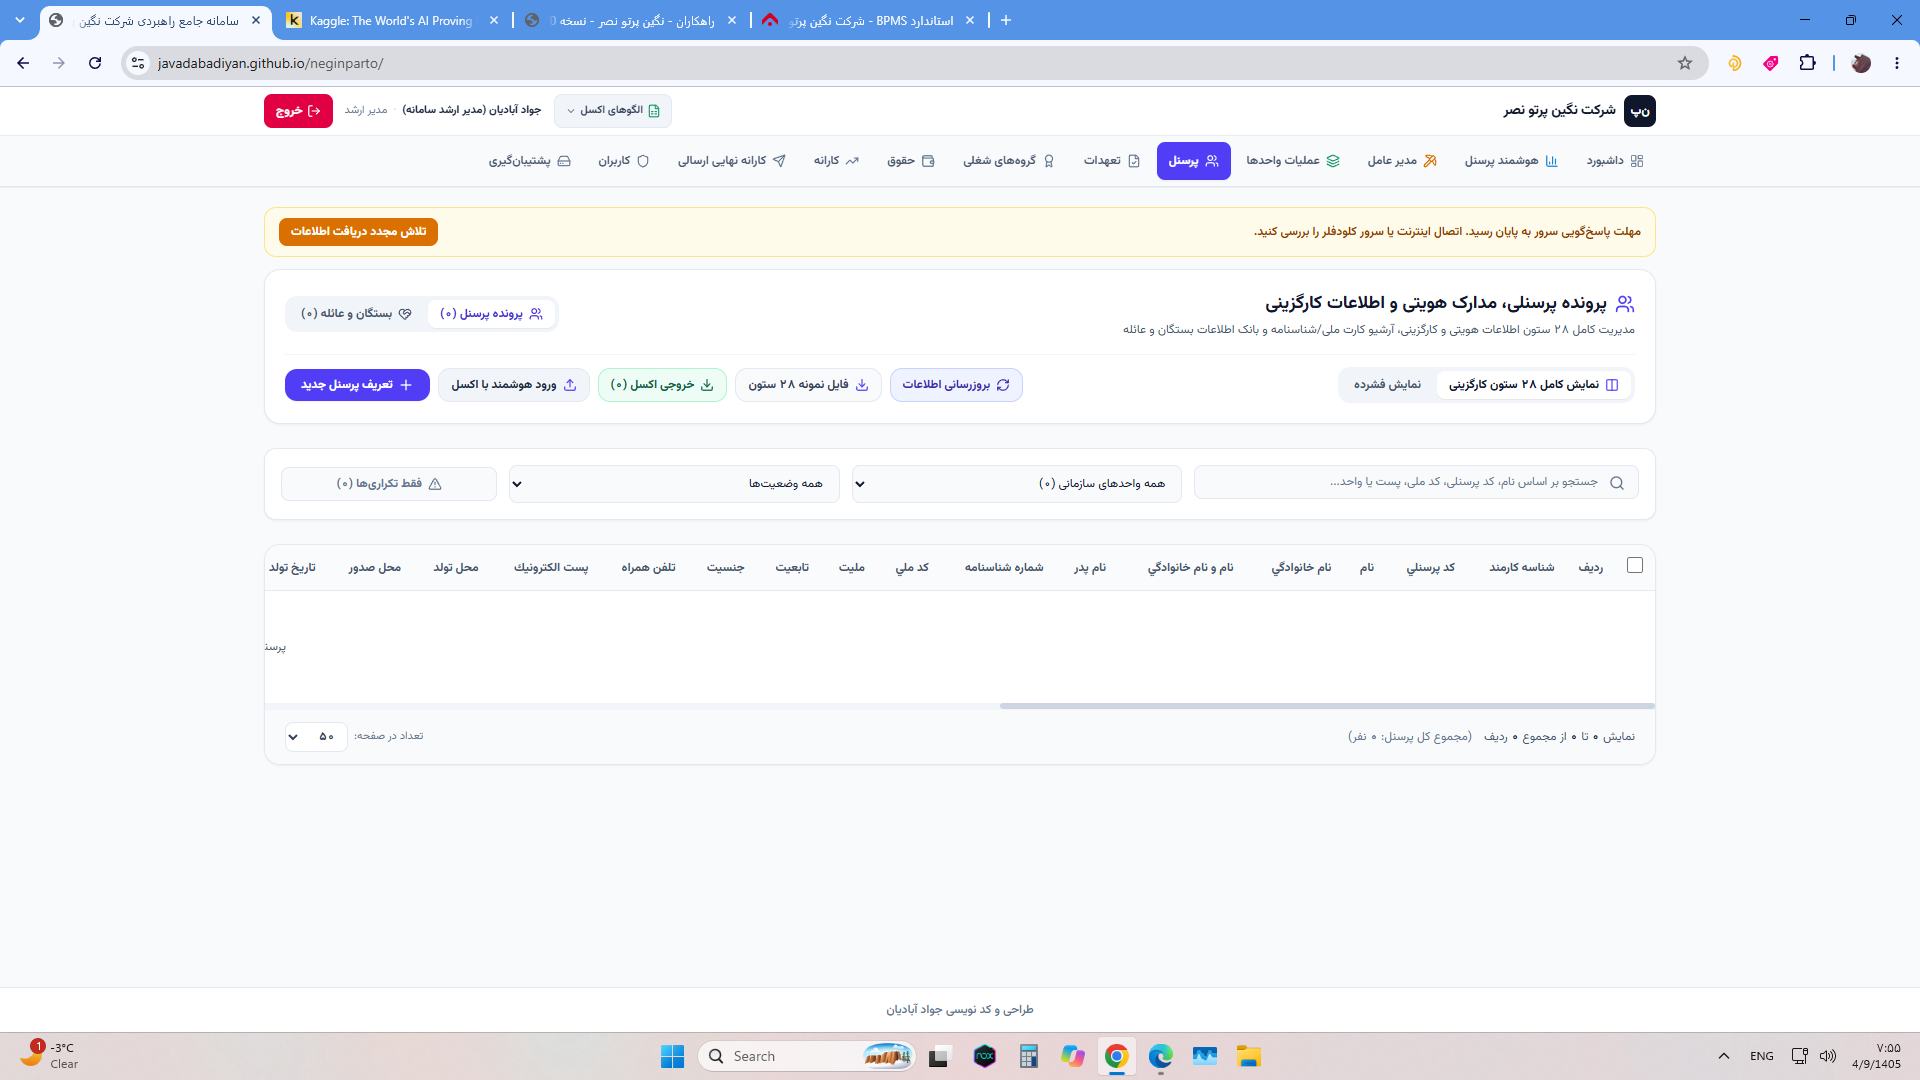 سامانه جامع راهبردی شرکت نگین
Kaggle: The World's AI Proving
راهکاران - نگین پرتو نصر - نسخه
استاندارد BPMS - شرکت نگین پرتو
javadabadiyan.github.io/neginparto/
ن‌پ
شرکت نگین پرتو نصر
الگوهای اکسل
جواد آبادیان (مدیر ارشد سامانه)
مدیر ارشد
خروج
داشبورد
هوشمند پرسنل
مدیر عامل
عملیات واحدها
پرسنل
تعهدات
گروه‌های شغلی
حقوق
کارانه
کارانه نهایی ارسالی
کاربران
پشتیبان‌گیری
مهلت پاسخ‌گویی سرور به پایان رسید. اتصال اینترنت یا سرور کلودفلر را بررسی کنید.
تلاش مجدد دریافت اطلاعات
پرونده پرسنلی، مدارک هویتی و اطلاعات کارگزینی
مدیریت کامل ۲۸ ستون اطلاعات هویتی و کارگزینی، آرشیو کارت ملی/شناسنامه و بانک اطلاعات بستگان و عائله
پرونده پرسنل (۰)
بستگان و عائله (۰)
نمایش کامل ۲۸ ستون کارگزینی
نمایش فشرده
بروزرسانی اطلاعات
فایل نمونه ۲۸ ستون
خروجی اکسل (۰)
ورود هوشمند با اکسل
تعریف پرسنل جدید
جستجو بر اساس نام، کد پرسنلی، کد ملی، پست یا واحد...
همه واحدهای سازمانی (۰)
همه وضعیت‌ها
فقط تکراری‌ها (۰)
ردیف
شناسه کارمند
کد پرسنلي
نام
نام خانوادگي
نام و نام خانوادگي
نام پدر
شماره شناسنامه
کد ملي
ملیت
تابعیت
جنسیت
تلفن همراه
پست الکترونيك
محل تولد
محل صدور
تاریخ تولد
نمایش ۰ تا ۰ از مجموع ۰ ردیف
(مجموع کل پرسنل: ۰ نفر)
تعداد در صفحه:
۵۰
طراحی و کد نویسی جواد آبادیان
1
-3°C
Clear
Search
nox
ENG
۷:۵۵
4/9/1405